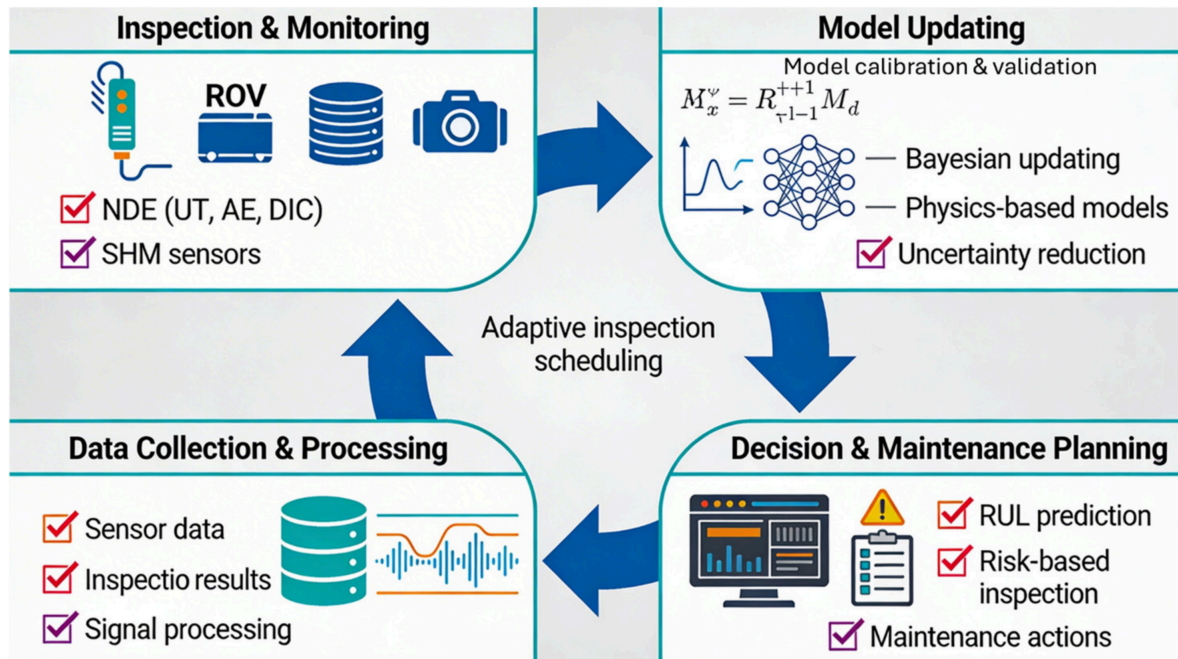 Inspection & Monitoring
ROV
NDE (UT, AE, DIC)
SHM sensors
Model Updating
Model calibration & validation
Bayesian updating
Physics-based models
Uncertainty reduction
Adaptive inspection
scheduling
Data Collection & Processing
Sensor data
Inspectio results
Signal processing
Decision & Maintenance Planning
RUL prediction
Risk-based
inspection
Maintenance actions